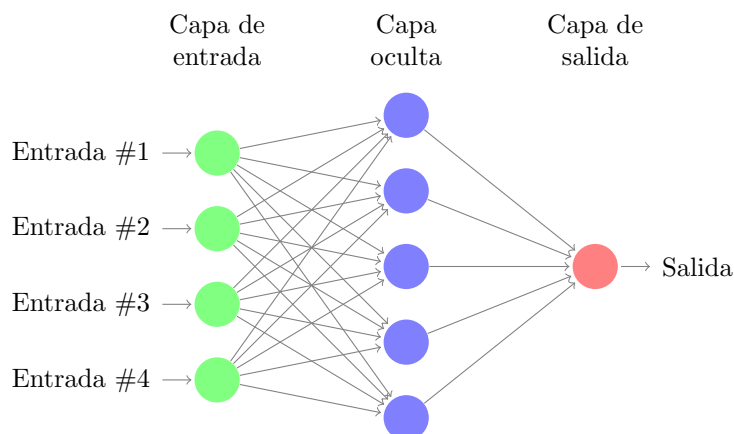 Capa de
entrada
Capa
oculta
Capa de
salida
Entrada #1
Entrada #2
Entrada #3
Entrada #4
Salida